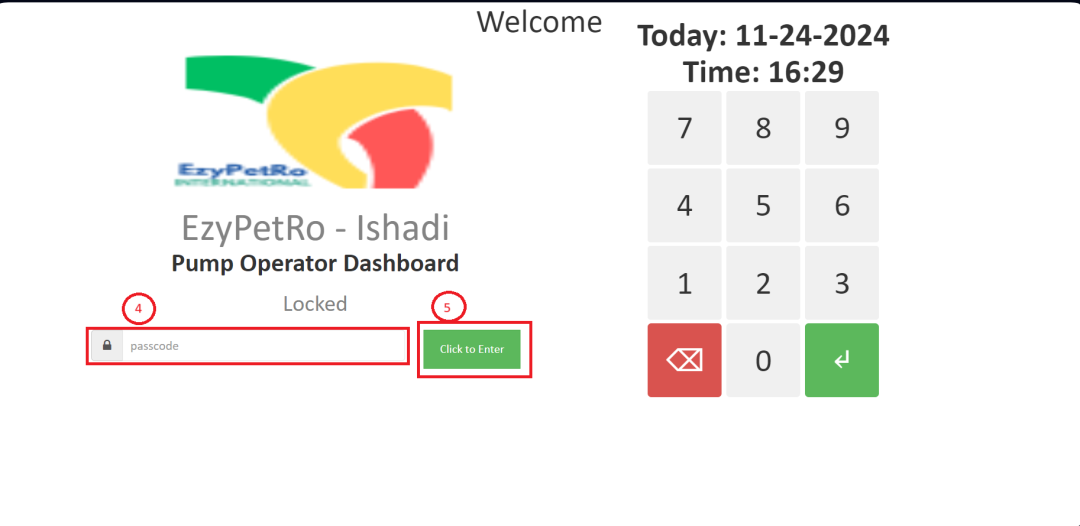 Welcome
EzyPetRo
INTERNATIONAL
EzyPetRo - Ishadi
Pump Operator Dashboard
Locked
4
5
passcode
Click to Enter
Today: 11-24-2024
Time: 16:29
7 8 9
4 5 6
1 2 3
0